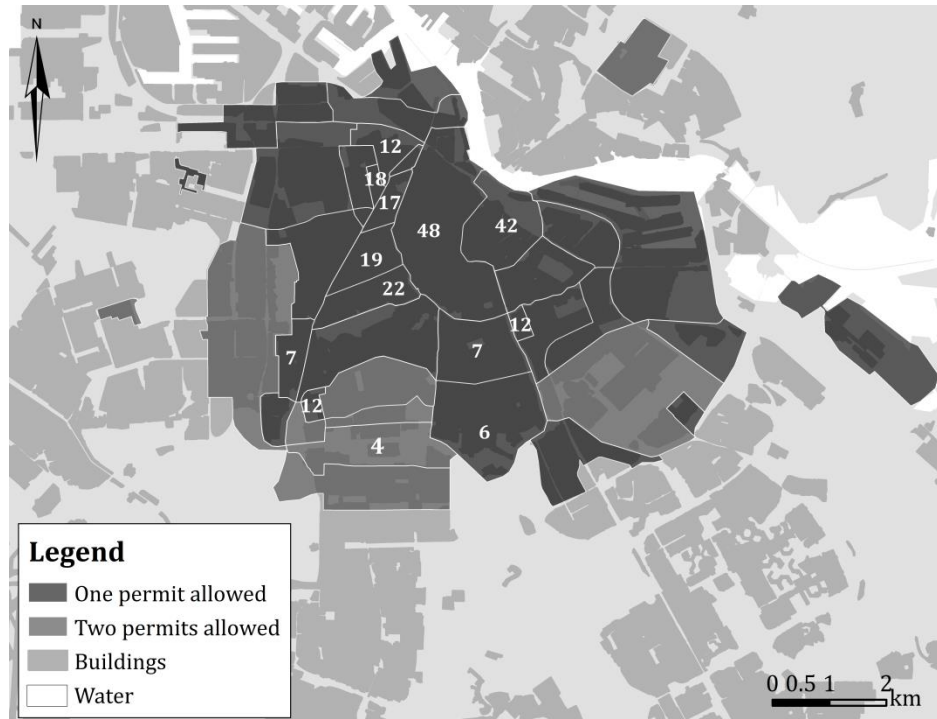 N
12
18
17
48
42
19
22
12
7
7
12
4
6
Legend
One permit allowed
Two permits allowed
Buildings
Water
0 0.5 1 2
km